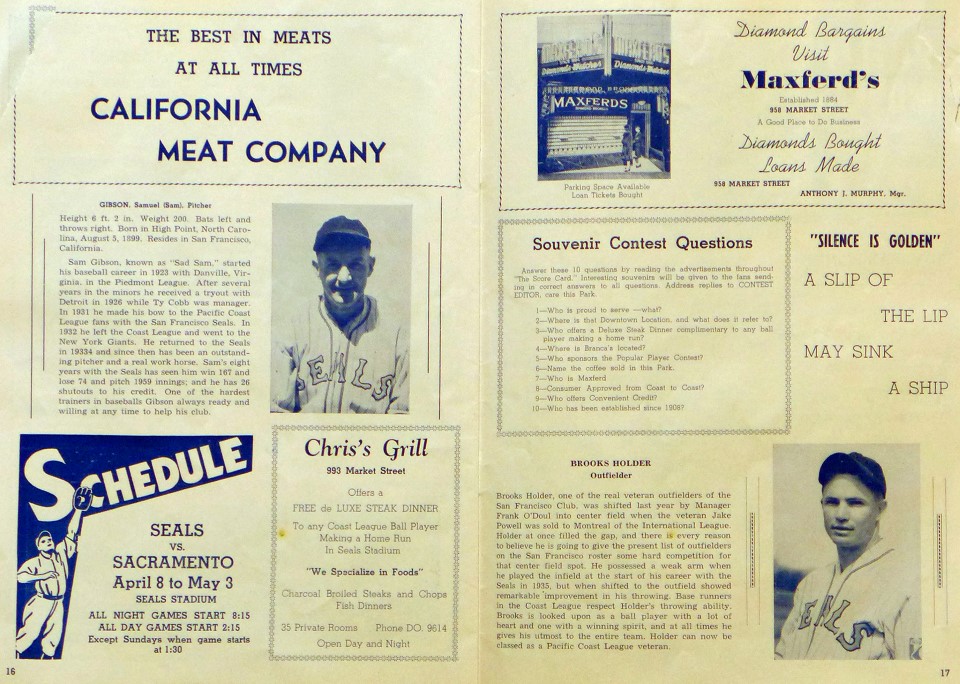 THE BEST IN MEATS
AT ALL TIMES
CALIFORNIA
MEAT COMPANY
GIBSON, Samuel (Sam), Pitcher
Height 6 ft. 2 in. Weight 200. Bats left and
throws right. Born in High Point, North Caro-
lina, August 5, 1899. Resides in San Francisco,
California.
Sam Gibson, known as "Sad Sam," started
his baseball career in 1923 with Danville, Vir-
ginia, in the Piedmont League. After several
years in the minors he received a tryout with
Detroit in 1926 while Ty Cobb was manager.
In 1931 he made his bow to the Pacific Coast
League fans with the San Francisco Seals. In
1932 he left the Coast League and went to the
New York Giants. He returned to the Seals
in 19334 and since then has been an outstand-
ing pitcher and a real work horse. Sam's eight
years with the Seals has seen him win 167 and
lose 74 and pitch 1959 innings; and he has 26
shutouts to his credit. One of the hardest
trainers in baseballs Gibson always ready and
willing at any time to help his club.
SEALS
SCHEDULE
SEALS
VS.
SACRAMENTO
April 8 to May 3
SEALS STADIUM
ALL NIGHT GAMES START 8:15
ALL DAY GAMES START 2:15
Except Sundays when game starts
at 1:30
Chris's Grill
993 Market Street
Offers a
FREE de LUXE STEAK DINNER
To any Coast League Ball Player
Making a Home Run
In Seals Stadium
"We Specialize in Foods"
Charcoal Broiled Steaks and Chops
Fish Dinners
35 Private Rooms Phone DO. 9614
Open Day and Night
16
MAXFERDS
Parking Space Available
Loan Tickets Bought
Diamond Bargains
Visit
Maxferd's
Established 1884
958 MARKET STREET
A Good Place to Do Business
Diamonds Bought
Loans Made
958 MARKET STREET
ANTHONY J. MURPHY, Mgr.
Souvenir Contest Questions
Answer these 10 questions by reading the advertisements throughout
"The Score Card." Interesting souvenirs will be given to the fans send-
ing in correct answers to all questions. Address replies to CONTEST
EDITOR, care this Park.
1—Who is proud to serve —what?
2—Where is that Downtown Location, and what does it refer to?
3—Who offers a Deluxe Steak Dinner complimentary to any ball
player making a home run?
4—Where is Branca's located?
5—Who sponsors the Popular Player Contest?
6—Name the coffee sold in this Park.
7—Who is Maxferd
8—Consumer Approved from Coast to Coast?
9—Who offers Convenient Credit?
10—Who has been established since 1908?
"SILENCE IS GOLDEN"
A SLIP OF
THE LIP
MAY SINK
A SHIP
BROOKS HOLDER
Outfielder
Brooks Holder, one of the real veteran outfielders of the
San Francisco Club, was shifted last year by Manager
Frank O'Doul into center field when the veteran Jake
Powell was sold to Montreal of the International League.
Holder at once filled the gap, and there is every reason
to believe he is going to give the present list of outfielders
on the San Francisco roster some hard competition for
that center field spot. He possessed a weak arm when
he played the infield at the start of his career with the
Seals in 1935, but when shifted to the outfield showed
remarkable improvement in his throwing. Base runners
in the Coast League respect Holder's throwing ability.
Brooks is looked upon as a ball player with a lot of
heart and one with a winning spirit, and at all times he
gives his utmost to the entire team. Holder can now be
classed as a Pacific Coast League veteran.
EALS
17